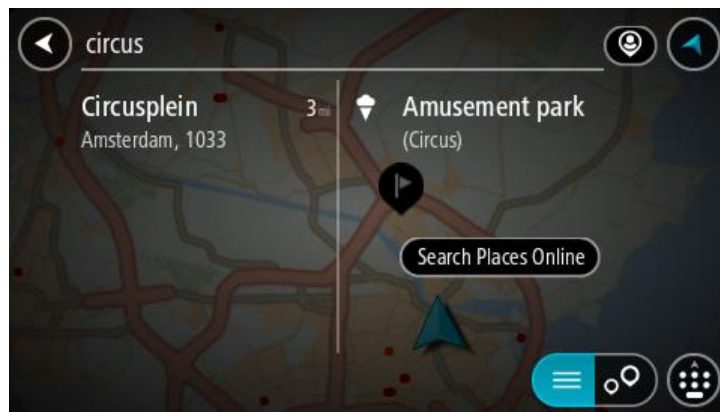 circus
Circusplein
3 mi
Amsterdam, 1033
Amusement park
(Circus)
Search Places Online